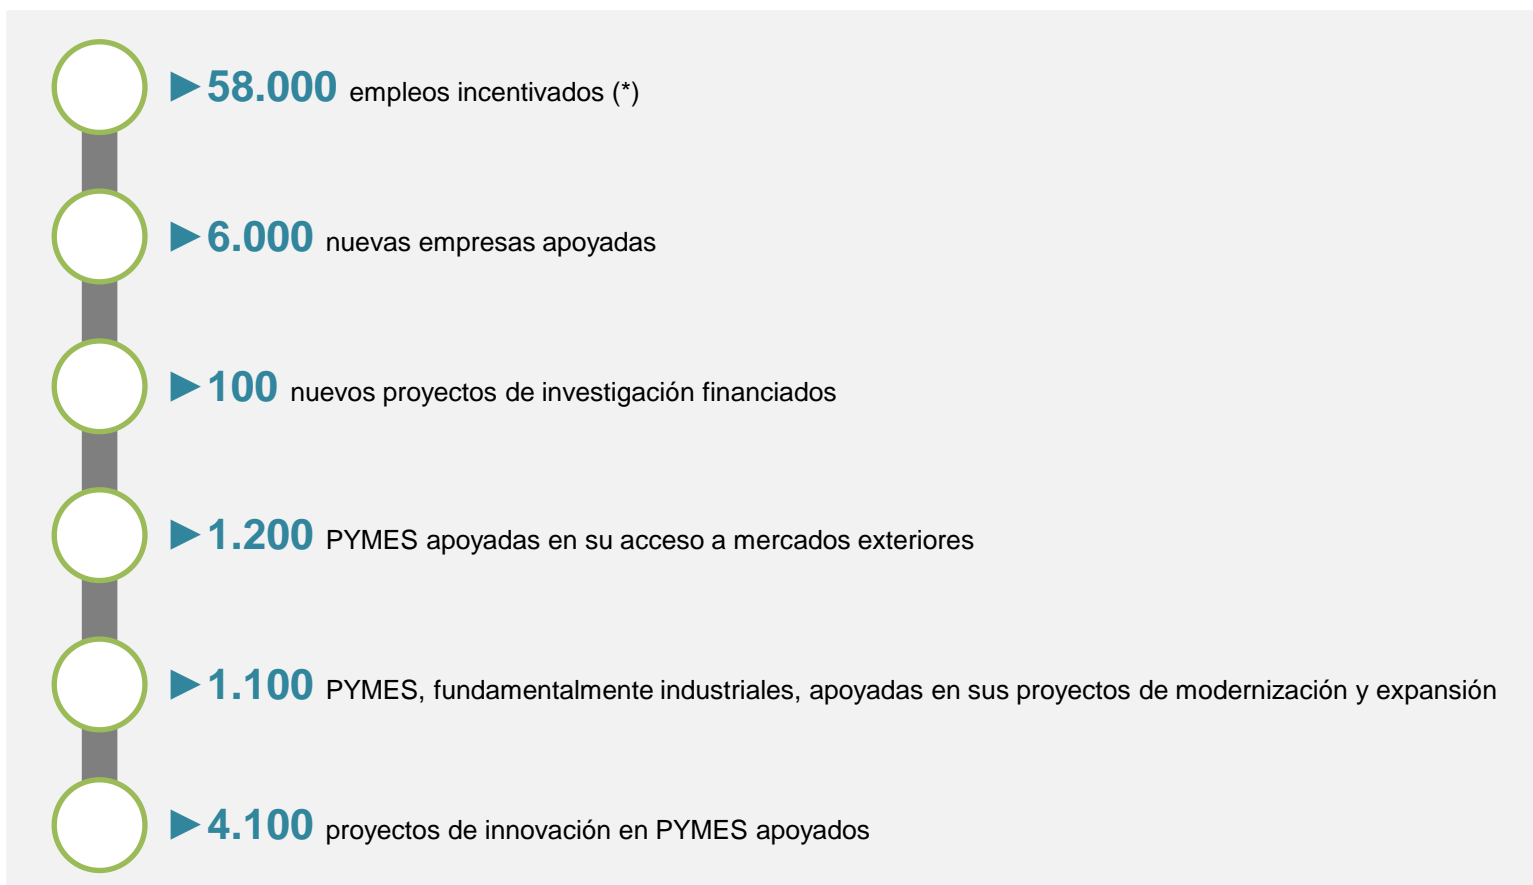 ►58.000 empleos incentivados (*)
►6.000 nuevas empresas apoyadas
►100 nuevos proyectos de investigación financiados
►1.200 PYMES apoyadas en su acceso a mercados exteriores
►1.100 PYMES, fundamentalmente industriales, apoyadas en sus proyectos de modernización y expansión
►4.100 proyectos de innovación en PYMES apoyados